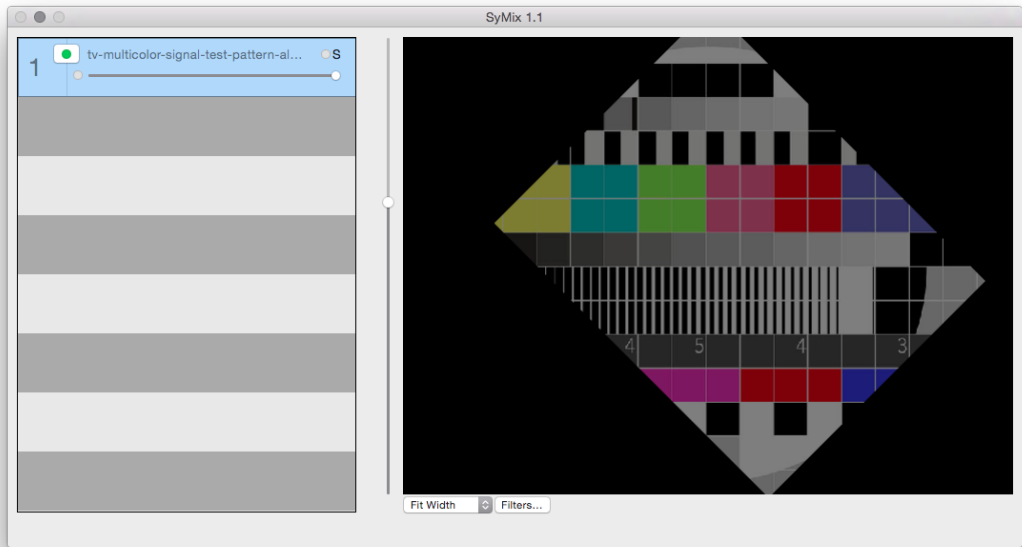 SyMix 1.1
1
tv-multicolor-signal-test-pattern-al...
S
4 5 4 3
Fit Width
Filters...